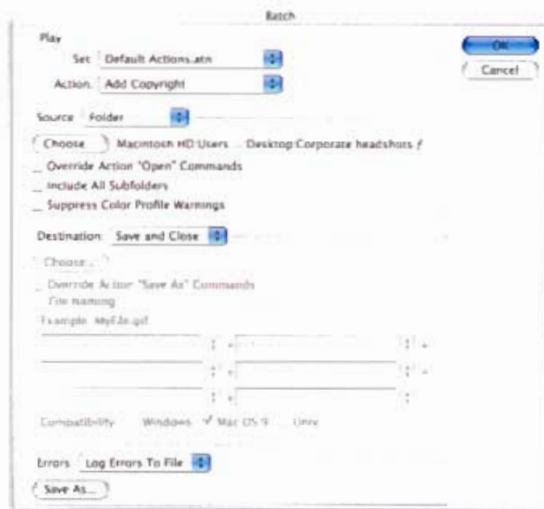 Batch
Play
Set: Default Actions.atn
OK
Action: Add Copyright
Cancel
Source: Folder
Choose... Macintosh HD:Users ... Desktop:Corporate headshots f
Override Action "Open" Commands
Include All Subfolders
Suppress Color Profile Warnings
Destination: Save and Close
Choose...
Override Action "Save As" Commands
File Naming
Example: MyFile.gif
+ +
+ +
+
Compatibility: Windows Mac OS 9 Unix
Errors: Log Errors To File
Save As...